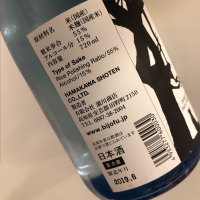 原材料名 米(国産)
米麹(国産米)
精米歩合 55%
アルコール分 15%
内容量 720ml
Type of Sake
Rice Polishing Ratio/55%
Alcohol/15%
HAMAKAWA SHOTEN
CO.,LTD.
製造者
有限会社 濵川商店
高知県安芸郡田野町2150
TEL 0887-38-2004
www.bijofu.jp
日本酒
製造年月
2019.8